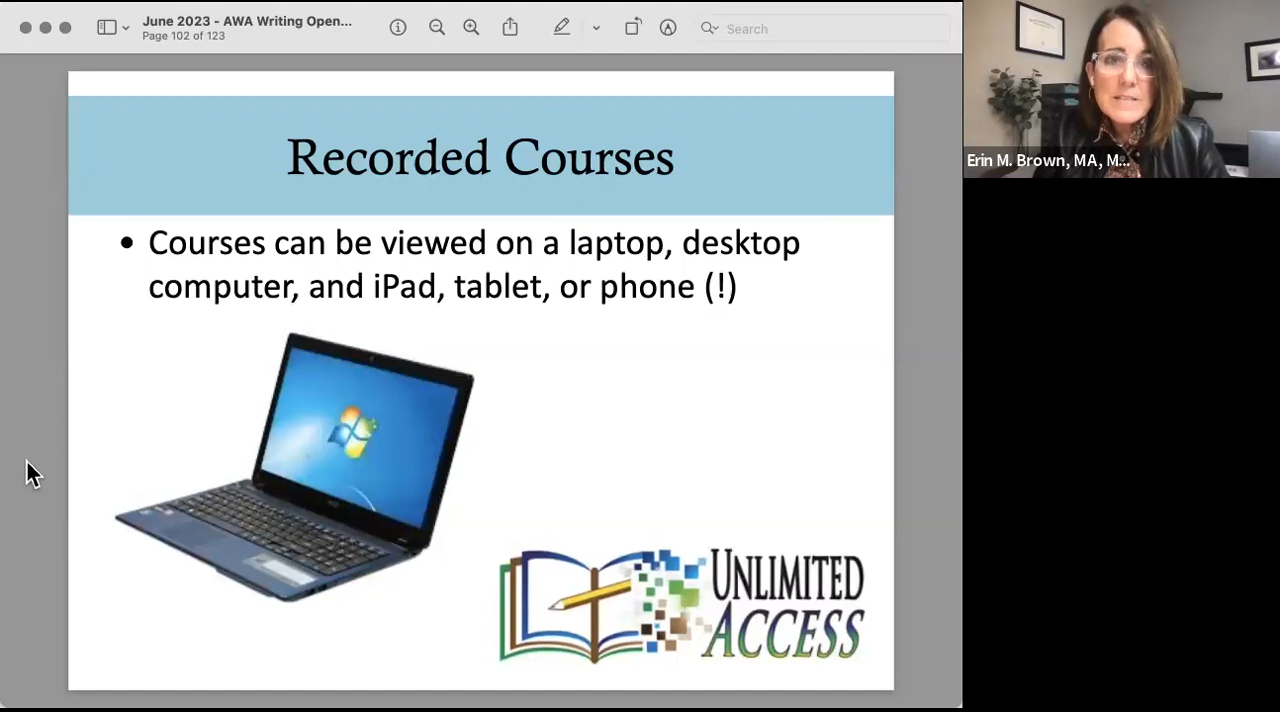 June 2023 - AWA Writing Open...
Page 102 of 123
Search
Recorded Courses
• Courses can be viewed on a laptop, desktop
computer, and iPad, tablet, or phone (!)
UNLIMITED
ACCESS
Erin M. Brown, MA, M...